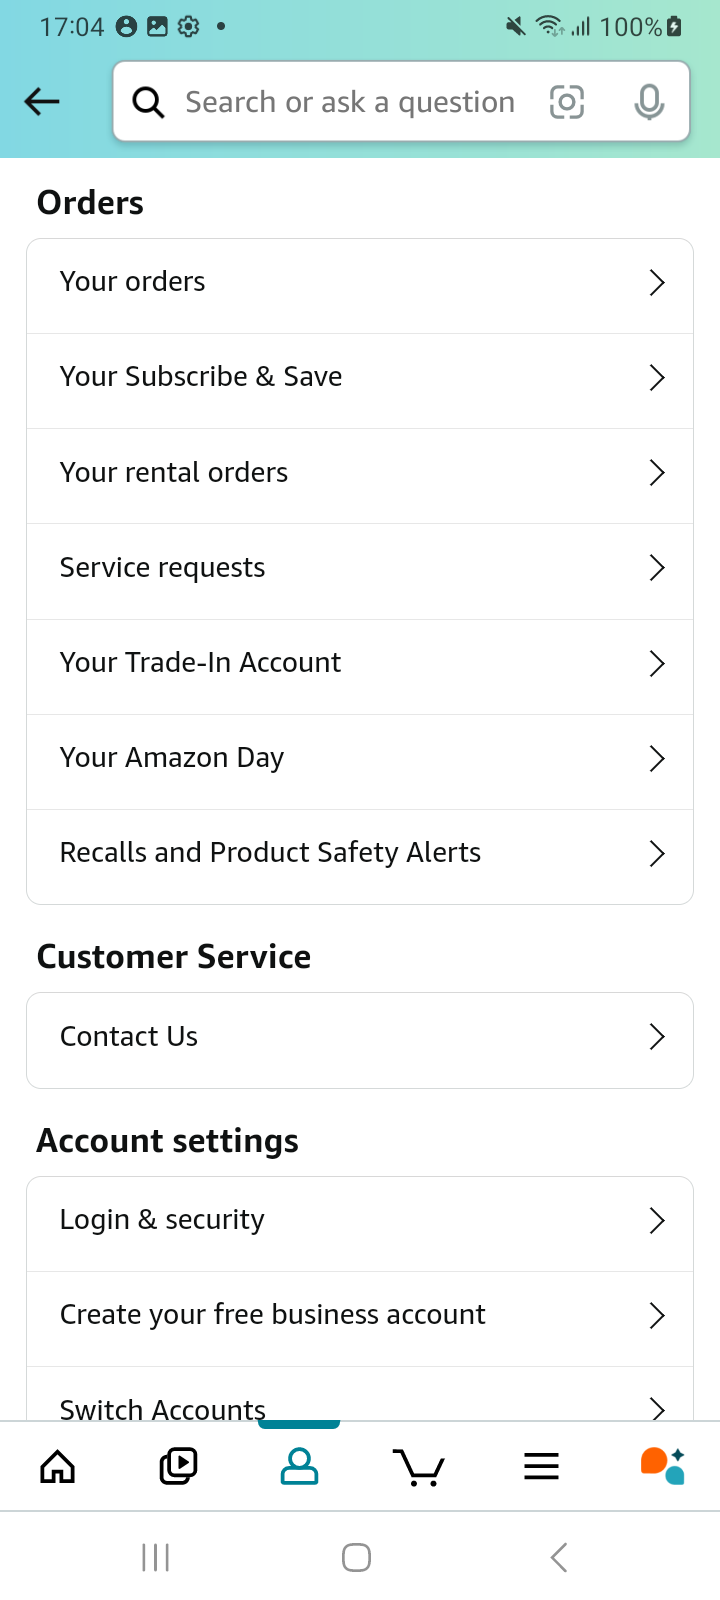 17:04
100%
Search or ask a question
Orders
Your orders
Your Subscribe & Save
Your rental orders
Service requests
Your Trade-In Account
Your Amazon Day
Recalls and Product Safety Alerts
Customer Service
Contact Us
Account settings
Login & security
Create your free business account
Switch Accounts